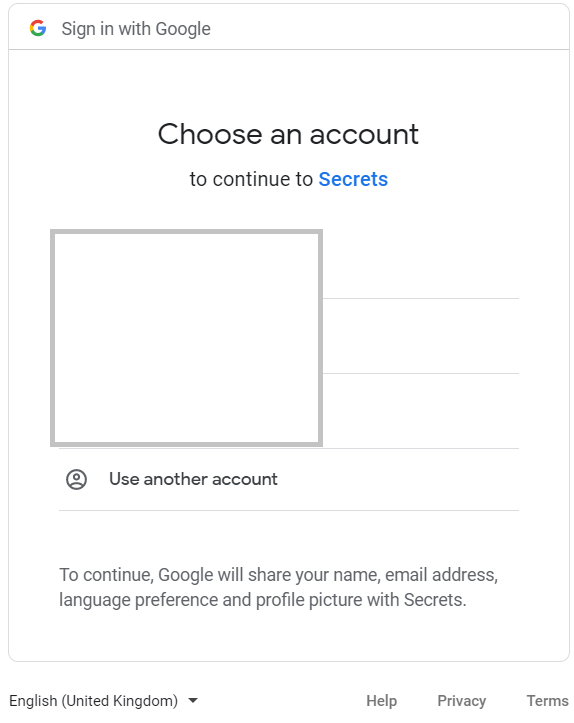 Sign in with Google
Choose an account
to continue to Secrets
Use another account
To continue, Google will share your name, email address,
language preference and profile picture with Secrets.
English (United Kingdom)
Help
Privacy
Terms